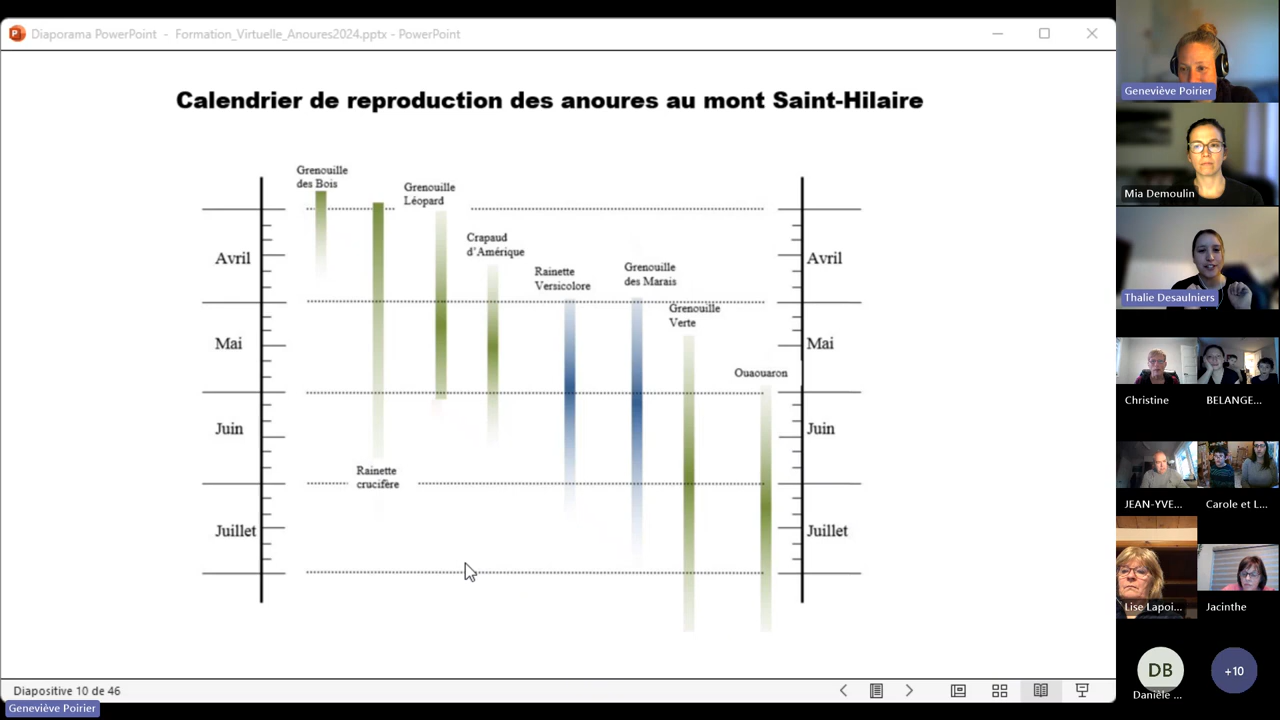 Diaporama PowerPoint - Formation_Virtuelle_Anoures2024.pptx - PowerPoint
Calendrier de reproduction des anoures au mont Saint-Hilaire
Grenouille
des Bois
Grenouille
Léopard
Crapaud
d'Amérique
Rainette
Versicolore
Grenouille
des Marais
Grenouille
Verte
Ouaouaron
Rainette
crucifère
Avril
Mai
Juin
Juillet
Avril
Mai
Juin
Juillet
Diapositive 10 de 46
Geneviève Poirier
Geneviève Poirier
Mia Demoulin
Thalie Desaulniers
Christine
BELANGE...
JEAN-YVE...
Carole et L...
Lise Lapoi...
Jacinthe
DB
Danièle ...
+10